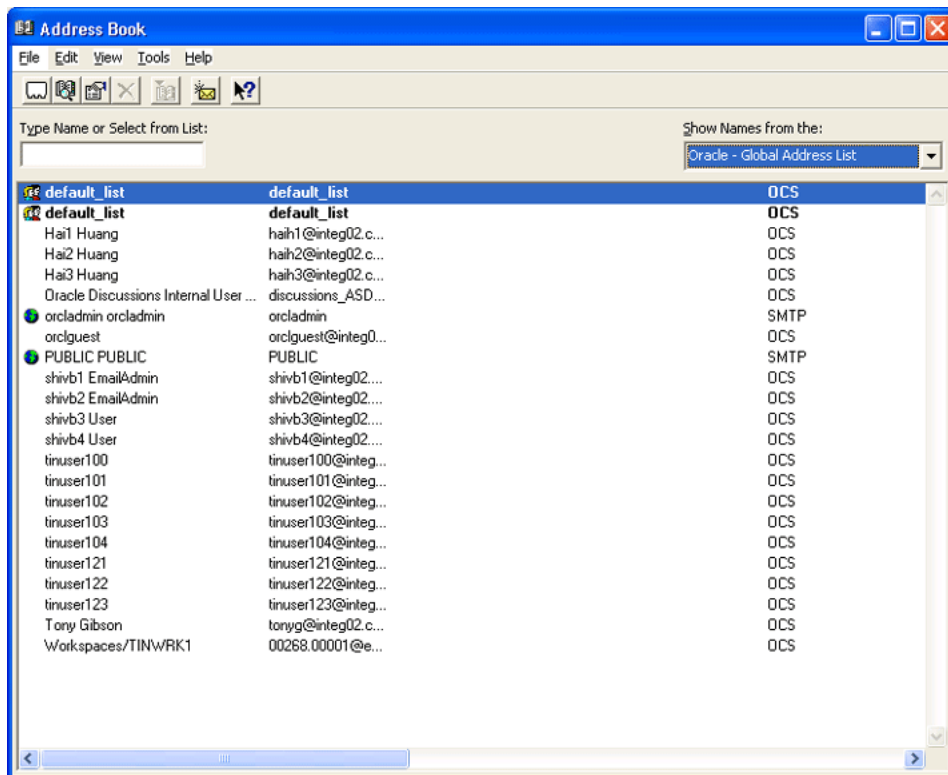 Address Book
File Edit View Tools Help
Type Name or Select from List:
Show Names from the:
Oracle - Global Address List
default_list default_list OCS
default_list default_list OCS
Hai1 Huang haih1@integ02.c... OCS
Hai2 Huang haih2@integ02.c... OCS
Hai3 Huang haih3@integ02.c... OCS
Oracle Discussions Internal User ... discussions_ASD... OCS
orcladmin orcladmin orcladmin SMTP
orclguest orclguest@integ0... OCS
PUBLIC PUBLIC PUBLIC SMTP
shivb1 EmailAdmin shivb1@integ02.... OCS
shivb2 EmailAdmin shivb2@integ02.... OCS
shivb3 User shivb3@integ02.... OCS
shivb4 User shivb4@integ02.... OCS
tinuser100 tinuser100@integ... OCS
tinuser101 tinuser101@integ... OCS
tinuser102 tinuser102@integ... OCS
tinuser103 tinuser103@integ... OCS
tinuser104 tinuser104@integ... OCS
tinuser121 tinuser121@integ... OCS
tinuser122 tinuser122@integ... OCS
tinuser123 tinuser123@integ... OCS
Tony Gibson tonyg@integ02.c... OCS
Workspaces/TINWRK1 00268.00001@e... OCS